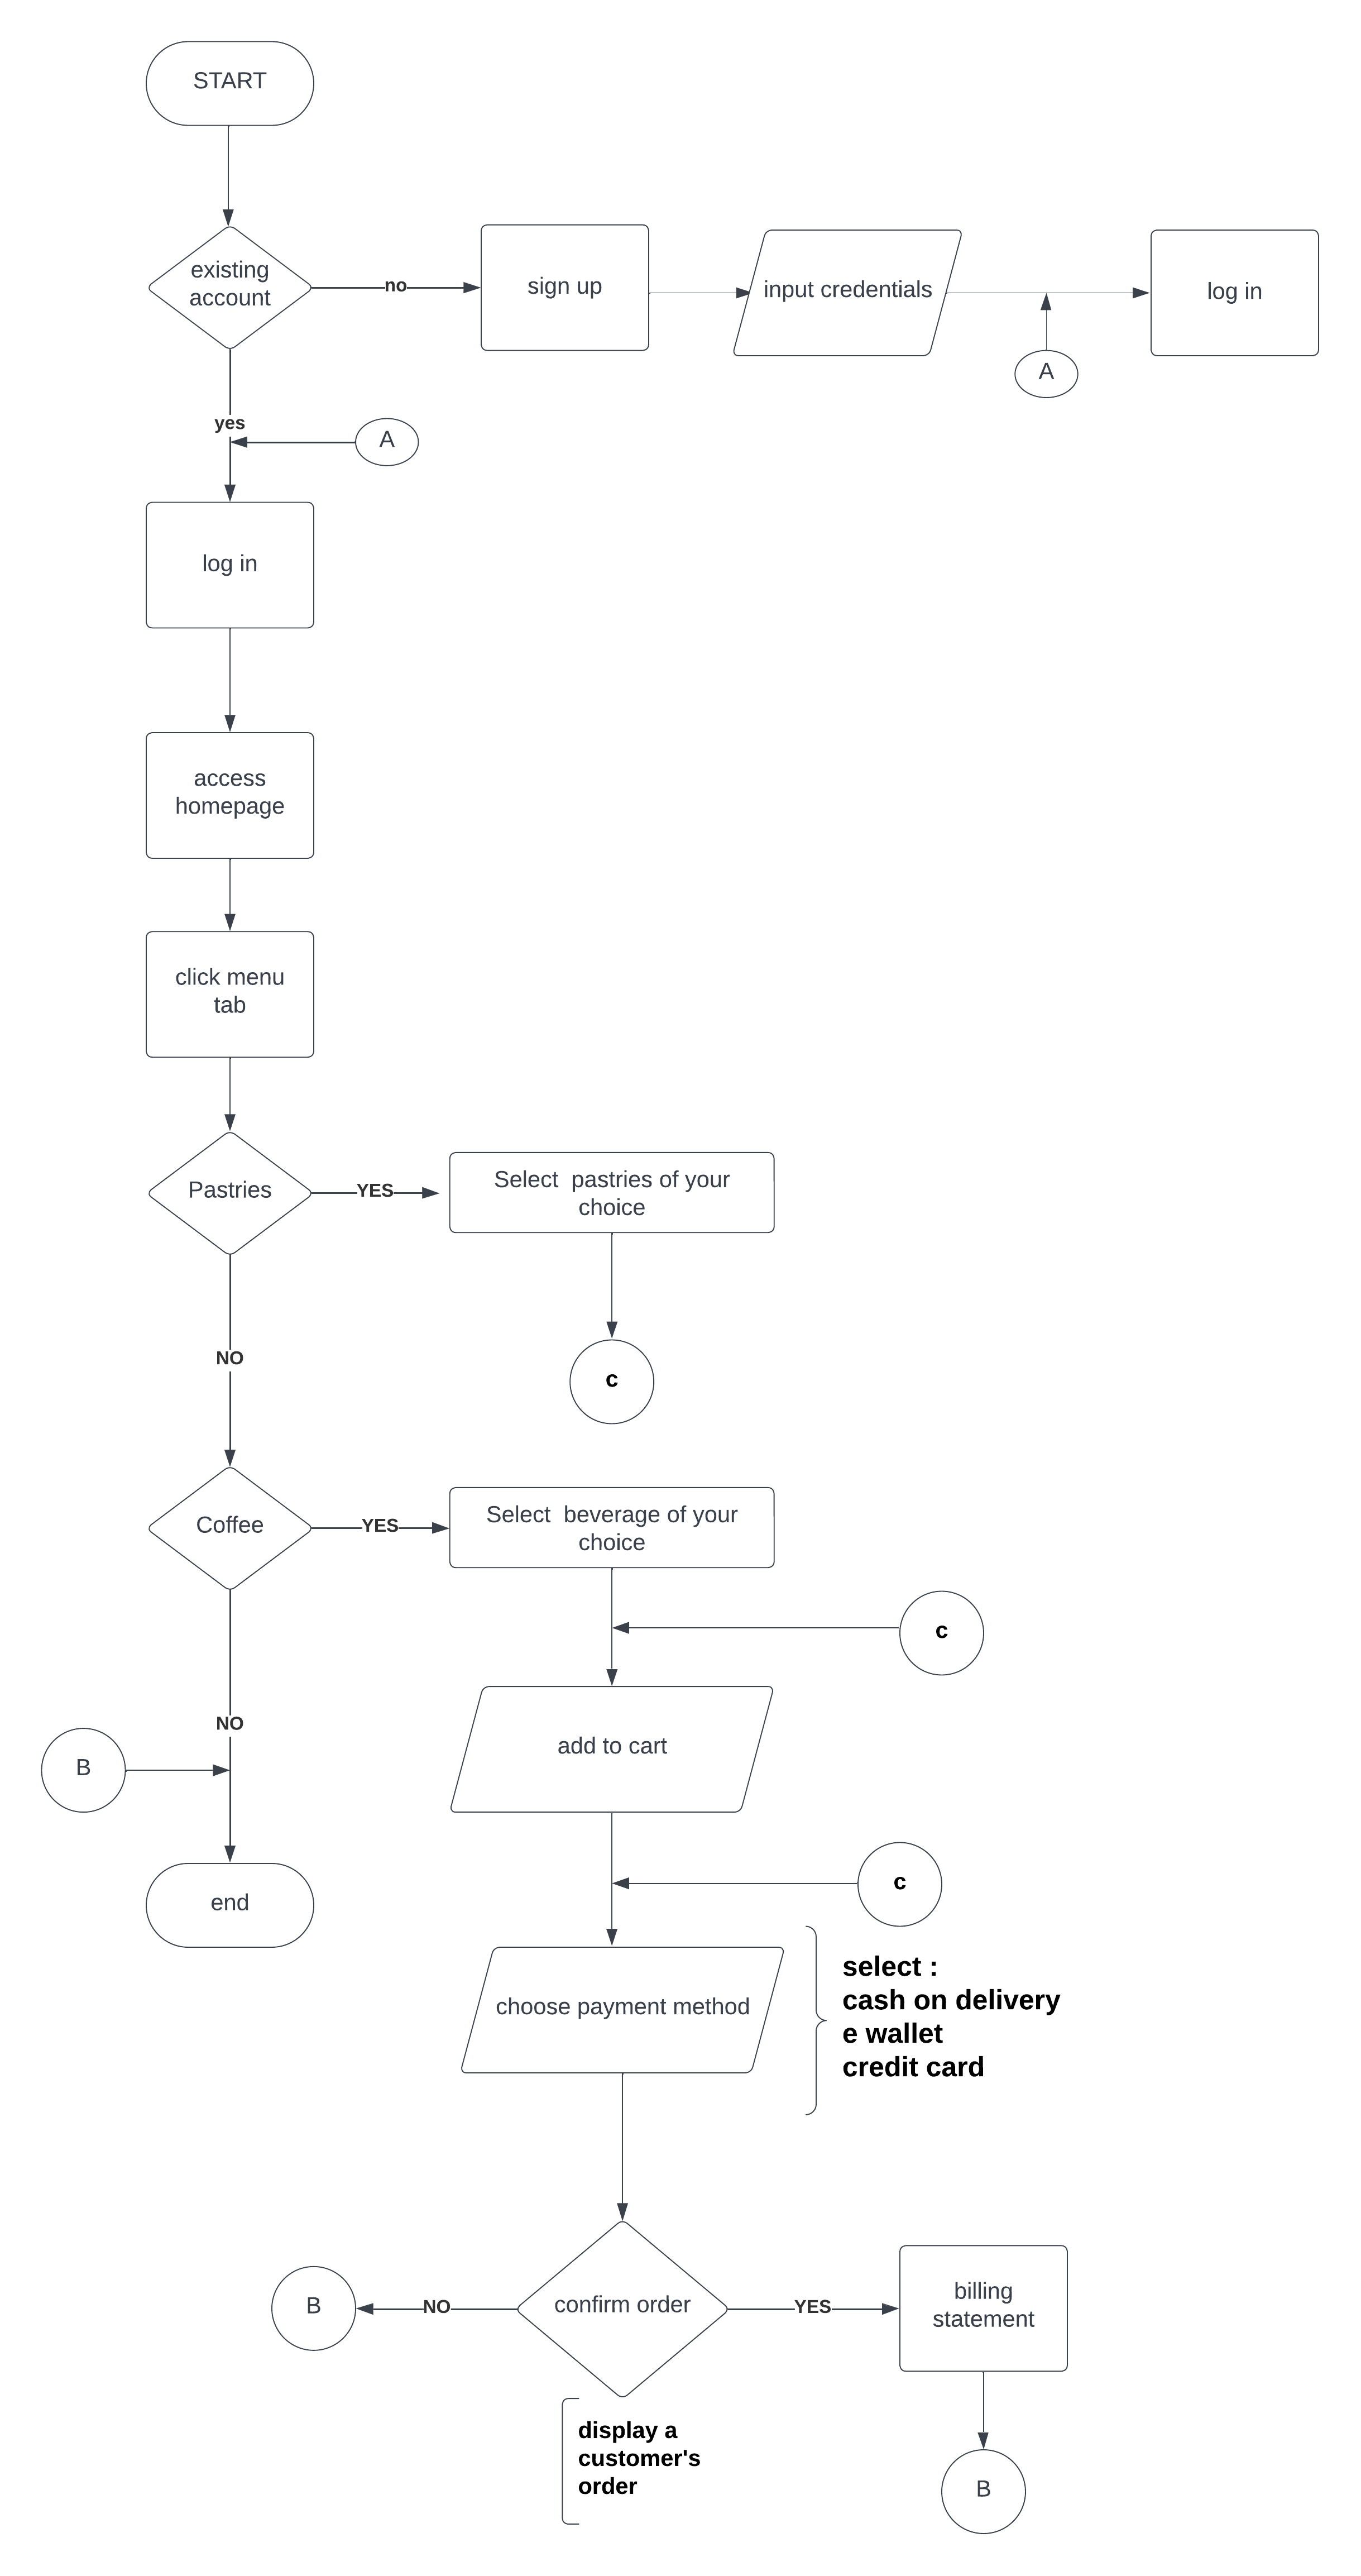 START
existing
account
no
sign up
input credentials
log in
A
yes
A
log in
access
homepage
click menu
tab
Pastries
YES
Select  pastries of your
choice
c
NO
Coffee
YES
Select  beverage of your
choice
c
NO
add to cart
B
c
end
select :
cash on delivery
e wallet
credit card
choose payment method
B
NO
confirm order
YES
billing
statement
display a
customer's
order
B